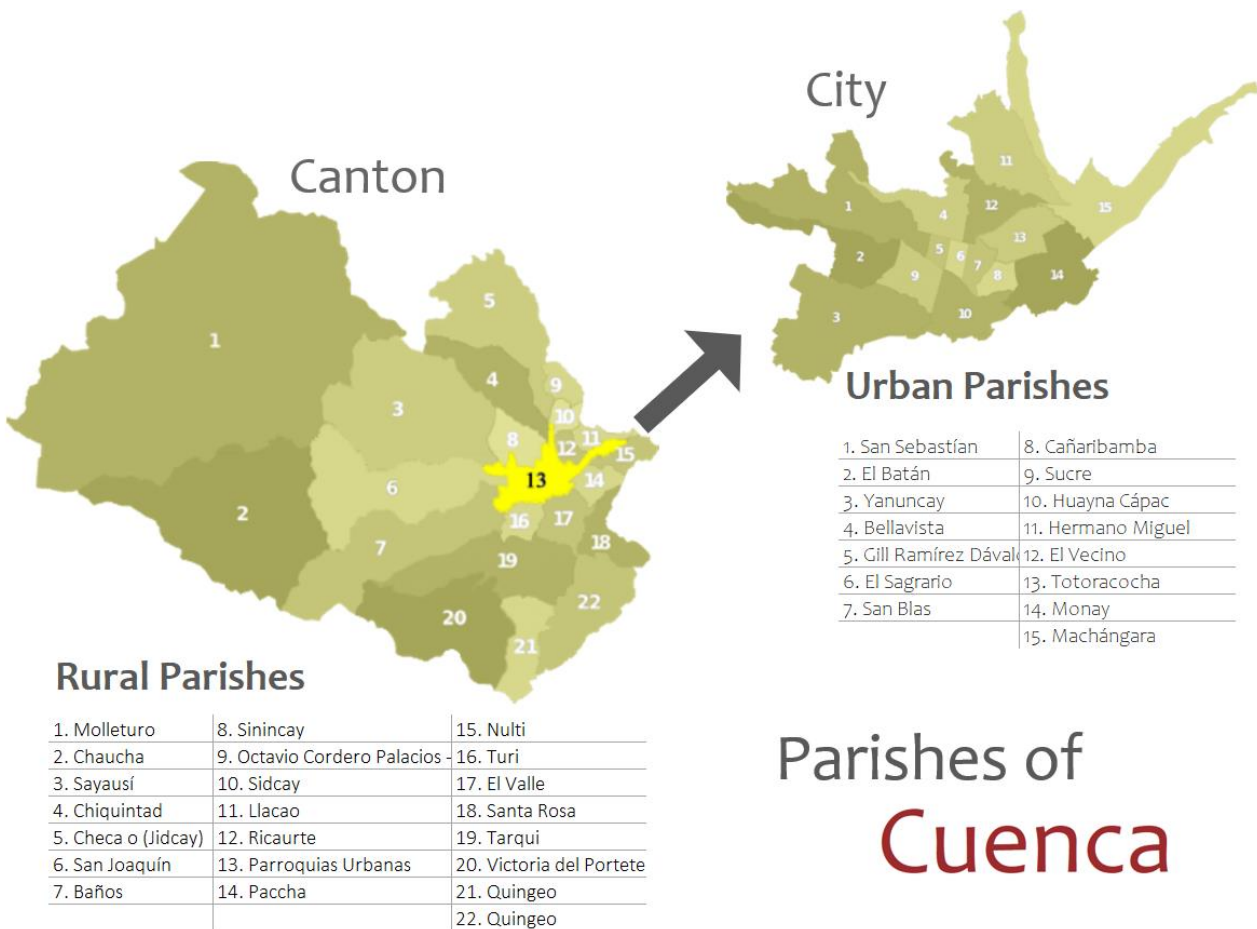 City
Canton
11
1
4
12
15
13
2
5
6
7
9
8
14
3
10
5
1
4
9
3
10
8
11
12
15
13
14
6
2
16
17
7
18
19
22
20
21
Urban Parishes
1. San Sebastían
8. Cañaribamba
2. El Batán
9. Sucre
3. Yanuncay
10. Huayna Cápac
4. Bellavista
11. Hermano Miguel
5. Gill Ramírez Dával
12. El Vecino
6. El Sagrario
13. Totoracocha
7. San Blas
14. Monay
15. Machángara
Rural Parishes
1. Molleturo
8. Sinincay
15. Nulti
2. Chaucha
9. Octavio Cordero Palacios -
16. Turi
3. Sayausí
10. Sidcay
17. El Valle
4. Chiquintad
11. Llacao
18. Santa Rosa
5. Checa o (Jidcay)
12. Ricaurte
19. Tarqui
6. San Joaquín
13. Parroquias Urbanas
20. Victoria del Portete
7. Baños
14. Paccha
21. Quingeo
22. Quingeo
Parishes of
Cuenca